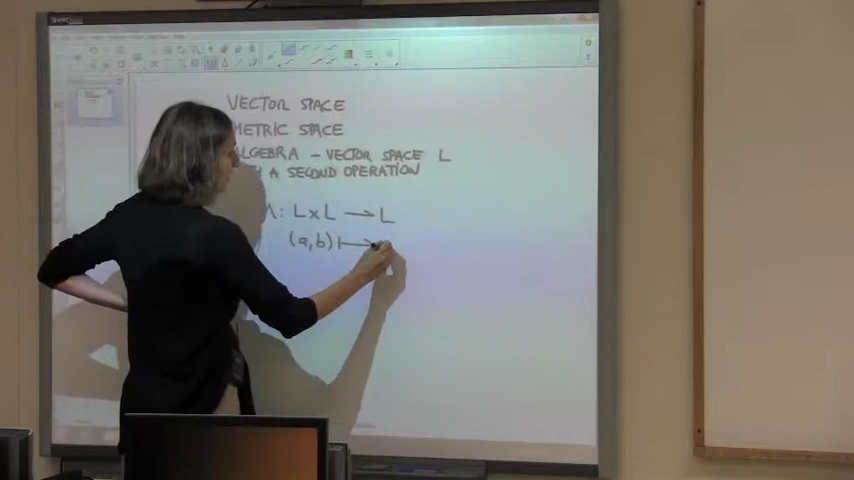 VECTOR SPACE
METRIC SPACE
ALGEBRA - VECTOR SPACE L
A SECOND OPERATION
Λ: L x L → L
(a,b) ↦